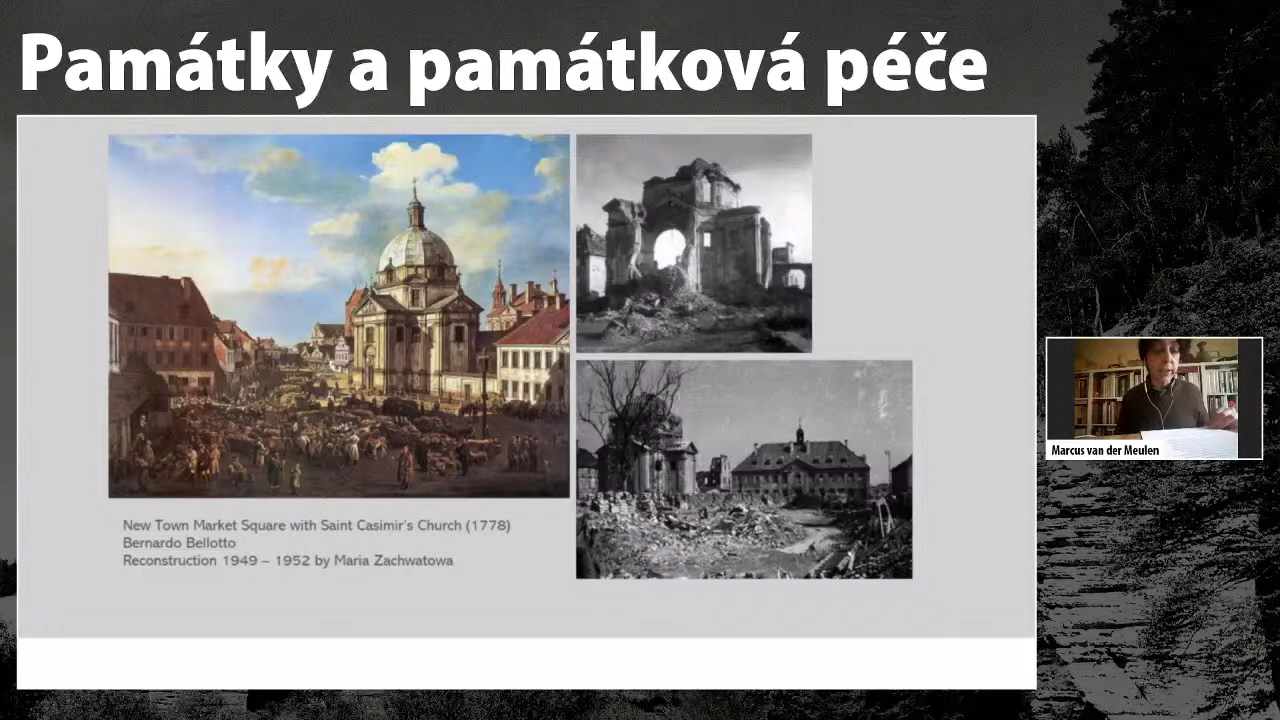 Památky a památková péče
New Town Market Square with Saint Casimir's Church (1778)
Bernardo Bellotto
Reconstruction 1949 – 1952 by Maria Zachwatowa
Marcus van der Meulen